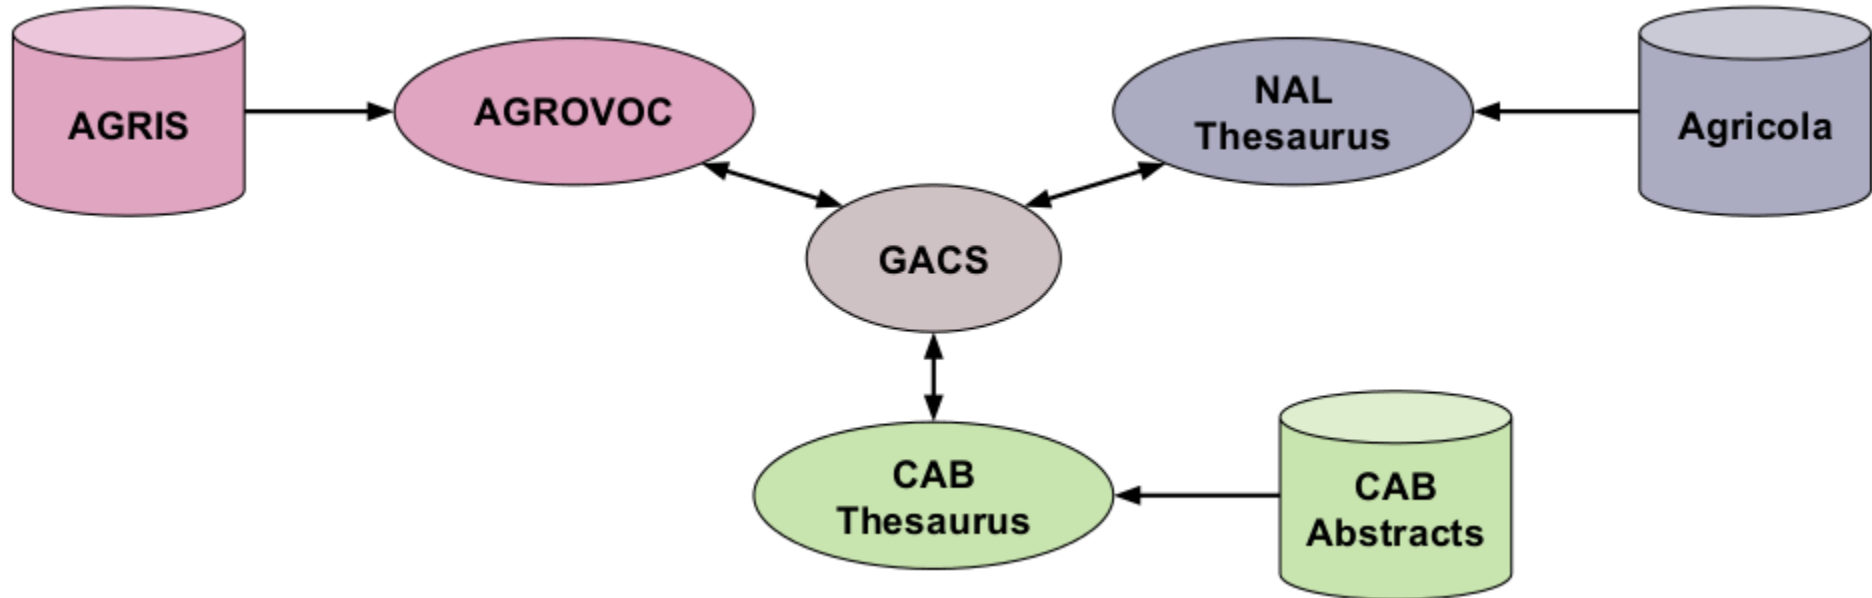 AGRIS
AGROVOC
NAL
Thesaurus
Agricola
GACS
CAB
Thesaurus
CAB
Abstracts